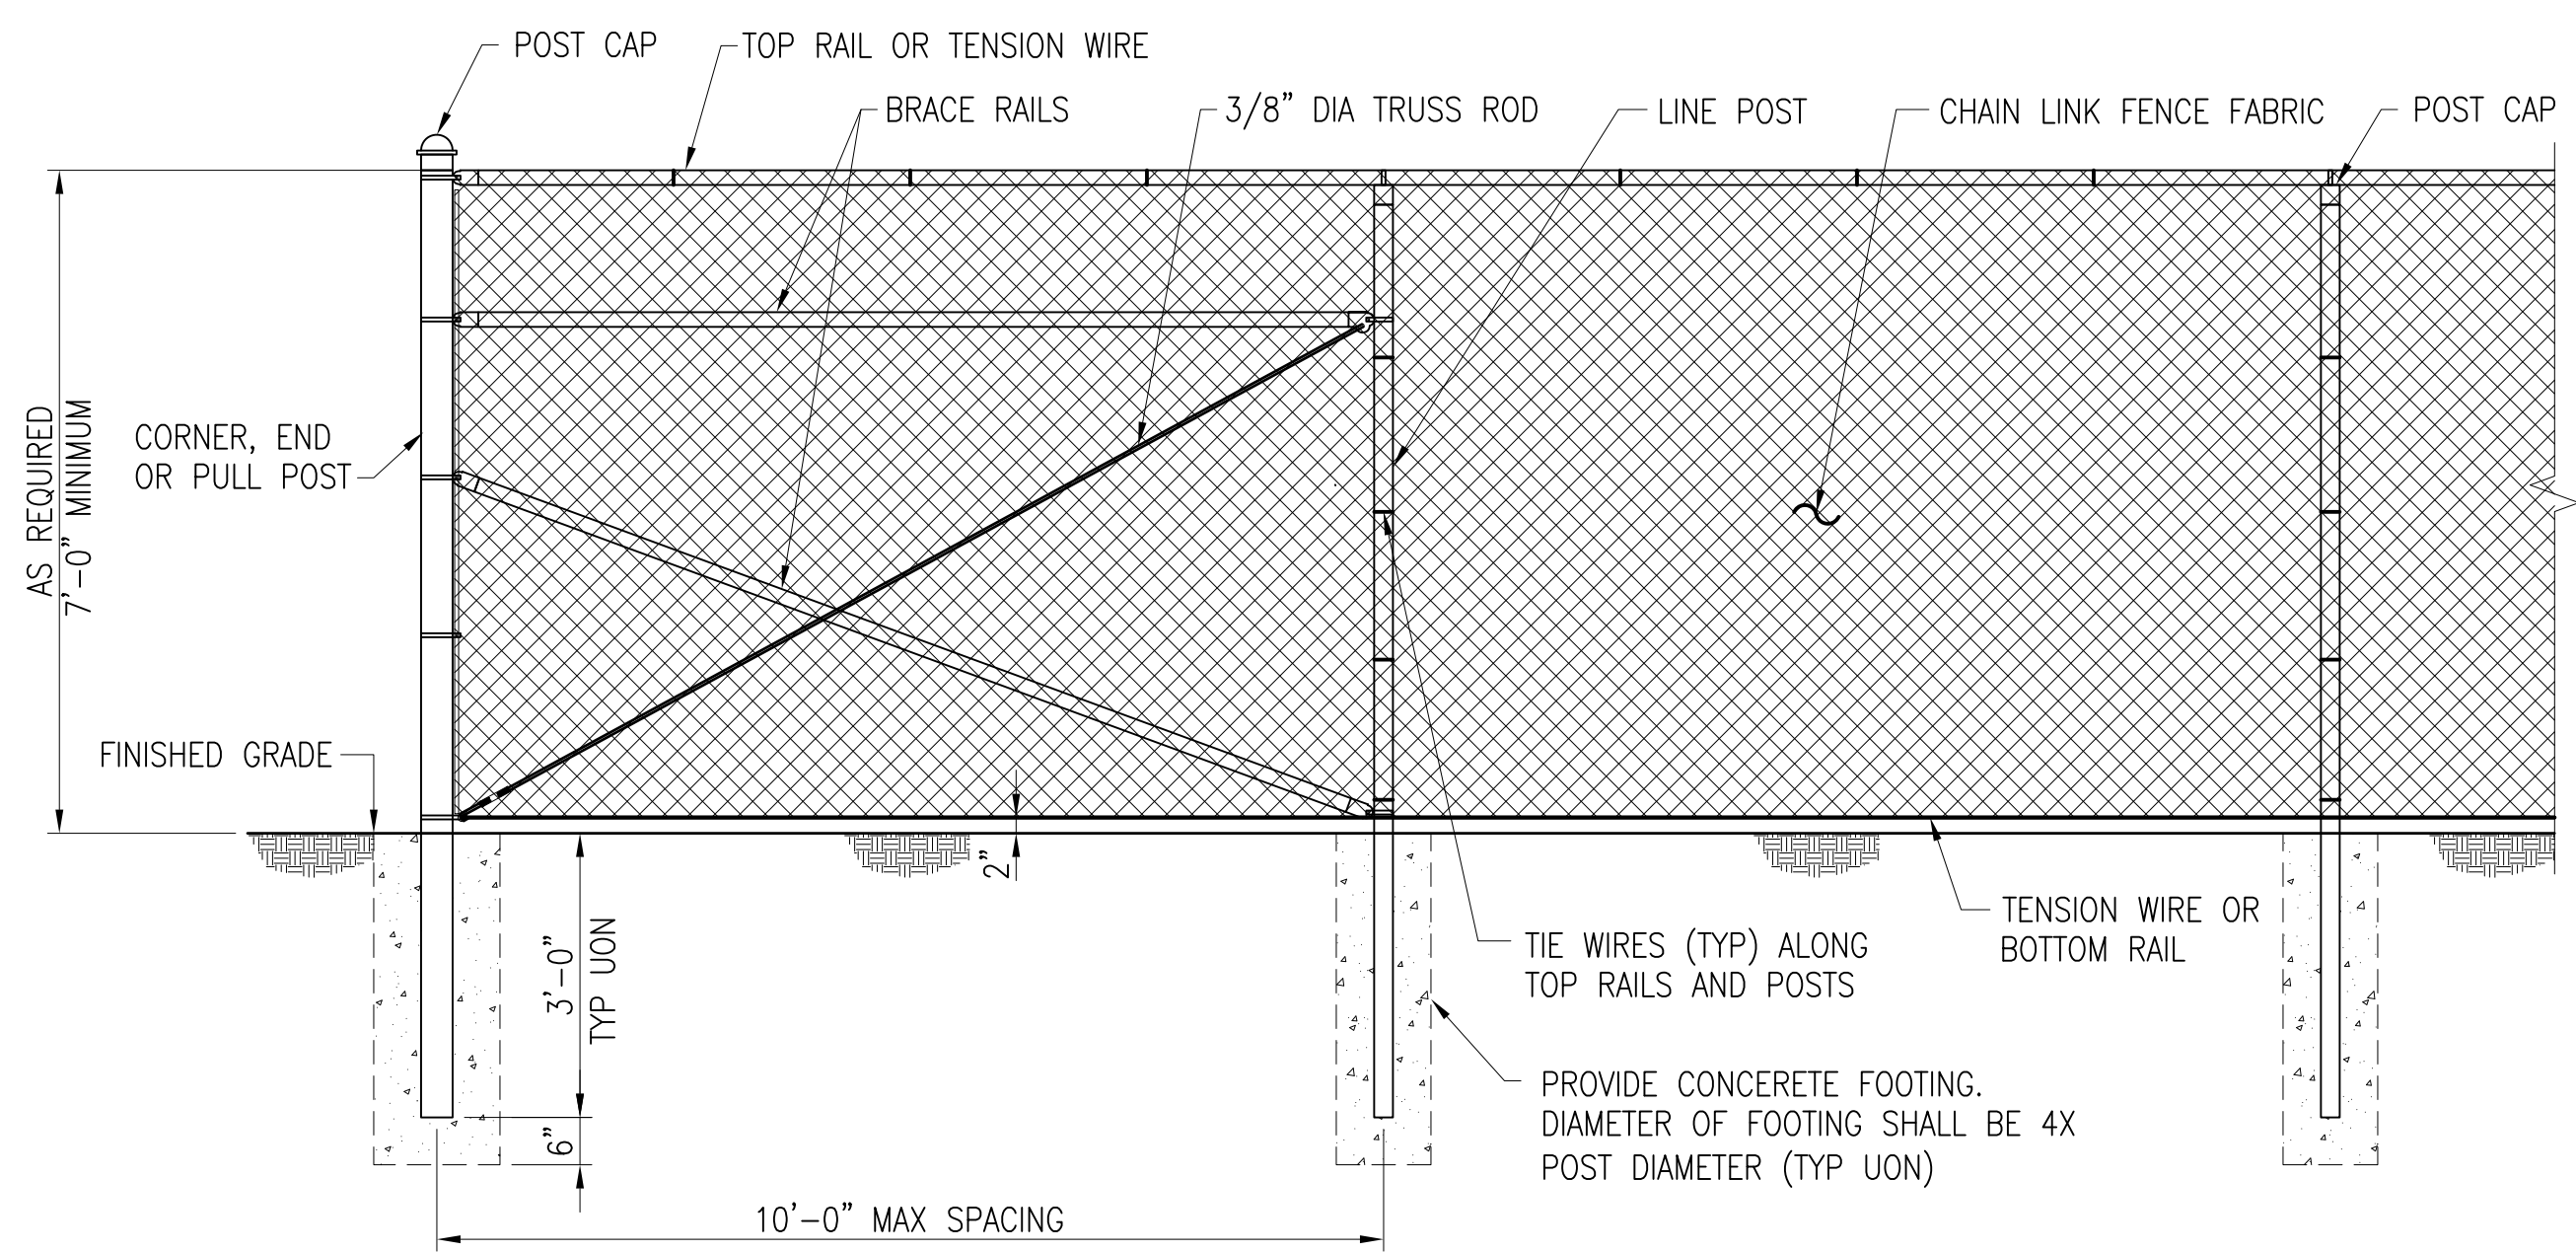 POST CAP
TOP RAIL OR TENSION WIRE
BRACE RAILS
3/8" DIA TRUSS ROD
LINE POST
CHAIN LINK FENCE FABRIC
POST CAP
AS REQUIRED
7'-0" MINIMUM
CORNER, END
OR PULL POST
FINISHED GRADE
2"
3'-0"
TYP UON
6"
TENSION WIRE OR
BOTTOM RAIL
TIE WIRES (TYP) ALONG
TOP RAILS AND POSTS
PROVIDE CONCERETE FOOTING.
DIAMETER OF FOOTING SHALL BE 4X
POST DIAMETER (TYP UON)
10'-0" MAX SPACING